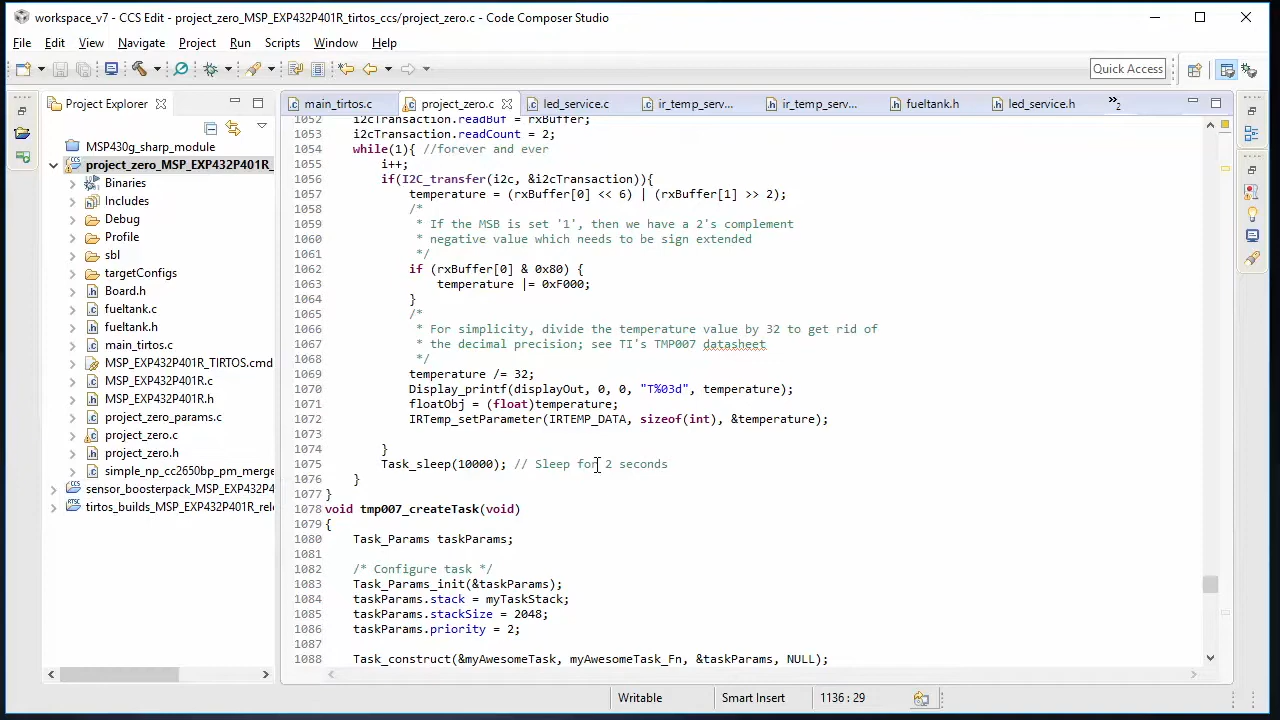 workspace_v7 - CCS Edit - project_zero_MSP_EXP432P401R_tirtos_ccs/project_zero.c - Code Composer Studio
File Edit View Navigate Project Run Scripts Window Help
Quick Access
Project Explorer
MSP430g_sharp_module
project_zero_MSP_EXP432P401R_
Binaries
Includes
Debug
Profile
sbl
targetConfigs
Board.h
fueltank.c
fueltank.h
main_tirtos.c
MSP_EXP432P401R_TIRTOS.cmd
MSP_EXP432P401R.c
MSP_EXP432P401R.h
project_zero_params.c
project_zero.c
project_zero.h
simple_np_cc2650bp_pm_merge
sensor_boosterpack_MSP_EXP432P4
tirtos_builds_MSP_EXP432P401R_rele
main_tirtos.c project_zero.c led_service.c ir_temp_serv... ir_temp_serv... fueltank.h led_service.h »2
1052 i2cTransaction.readBuf = rxBuffer;
1053 i2cTransaction.readCount = 2;
1054 while(1){ //forever and ever
1055 i++;
1056 if(I2C_transfer(i2c, &i2cTransaction)){
1057 temperature = (rxBuffer[0] << 6) | (rxBuffer[1] >> 2);
1058 /*
1059 * If the MSB is set '1', then we have a 2's complement
1060 * negative value which needs to be sign extended
1061 */
1062 if (rxBuffer[0] & 0x80) {
1063 temperature |= 0xF000;
1064 }
1065 /*
1066 * For simplicity, divide the temperature value by 32 to get rid of
1067 * the decimal precision; see TI's TMP007 datasheet
1068 */
1069 temperature /= 32;
1070 Display_printf(displayOut, 0, 0, "T%03d", temperature);
1071 floatObj = (float)temperature;
1072 IRTemp_setParameter(IRTEMP_DATA, sizeof(int), &temperature);
1073
1074 }
1075 Task_sleep(10000); // Sleep for 2 seconds
1076 }
1077 }
1078 void tmp007_createTask(void)
1079 {
1080 Task_Params taskParams;
1081
1082 /* Configure task */
1083 Task_Params_init(&taskParams);
1084 taskParams.stack = myTaskStack;
1085 taskParams.stackSize = 2048;
1086 taskParams.priority = 2;
1087
1088 Task_construct(&myAwesomeTask, myAwesomeTask_Fn, &taskParams, NULL);
Writable Smart Insert 1136 : 29